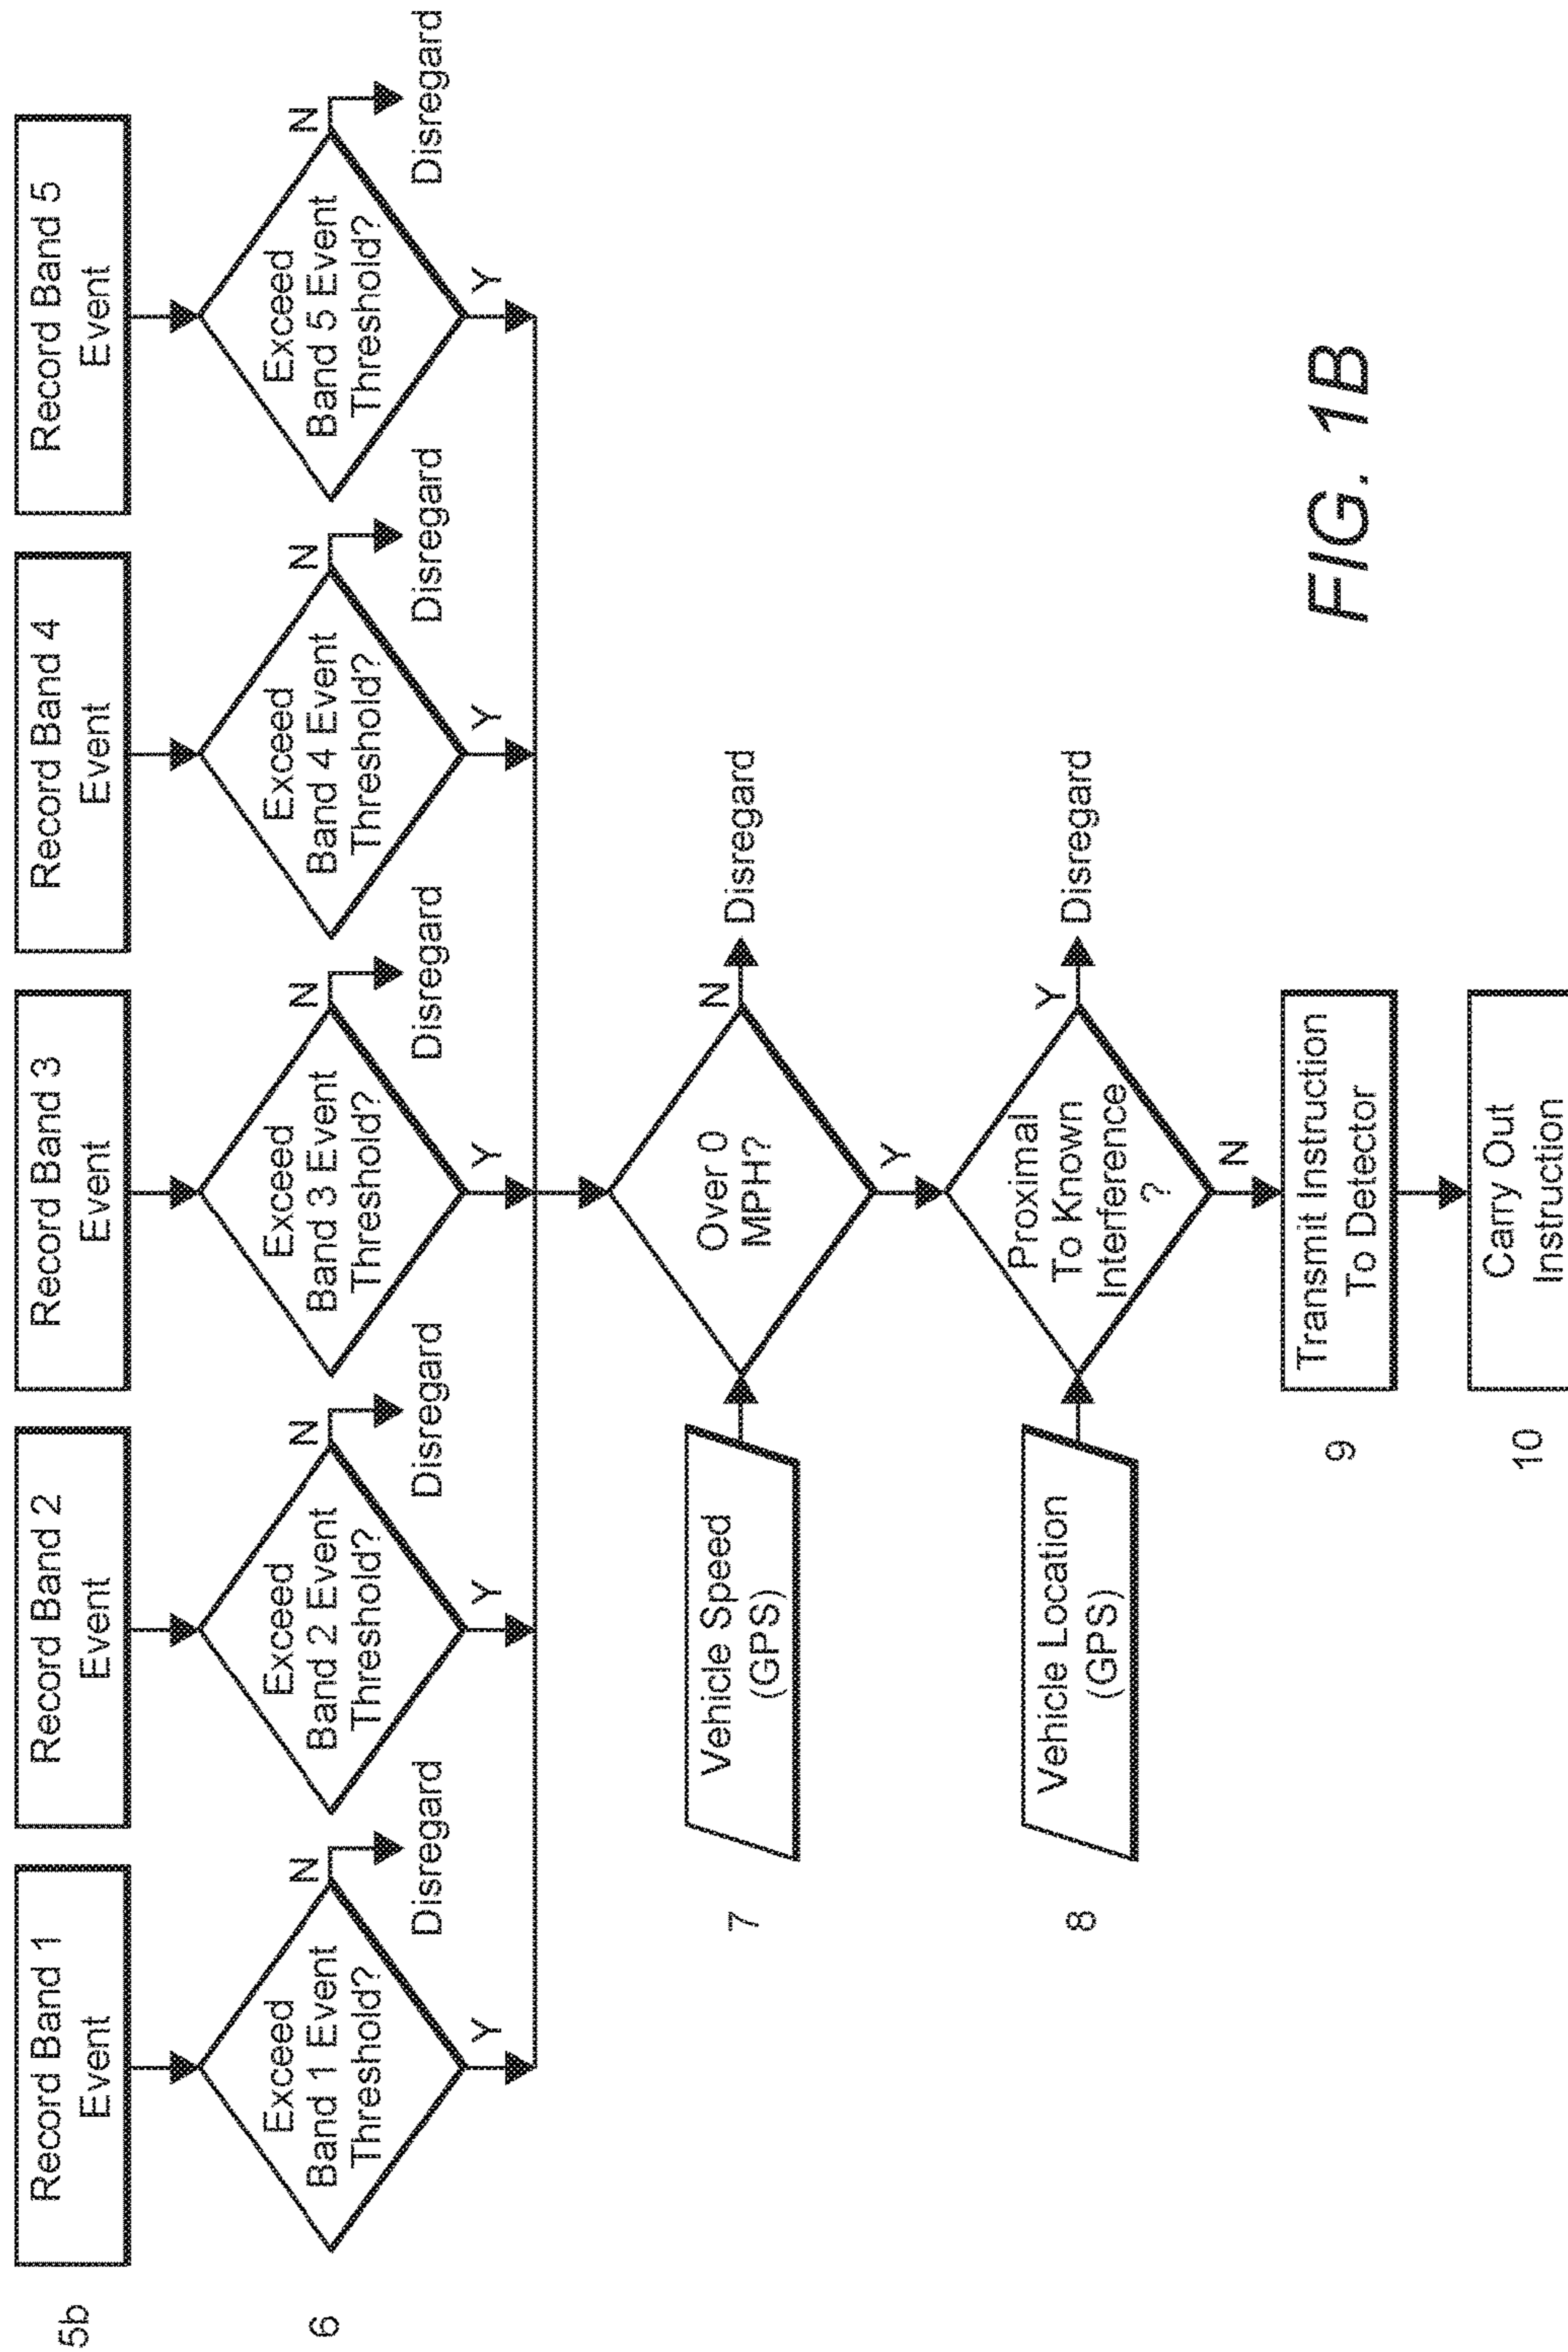 5b
Record Band 1
Event
Record Band 2
Event
Record Band 3
Event
Record Band 4
Event
Record Band 5
Event
6
Exceed
Band 1 Event
Threshold?
N
Disregard
Y
Exceed
Band 2 Event
Threshold?
N
Disregard
Y
Exceed
Band 3 Event
Threshold?
N
Disregard
Y
Exceed
Band 4 Event
Threshold?
N
Disregard
Y
Exceed
Band 5 Event
Threshold?
N
Disregard
Y
7
Vehicle Speed
(GPS)
Over 0
MPH?
N
Disregard
Y
8
Vehicle Location
(GPS)
Proximal
To Known
Interference
?
Y
Disregard
N
9
Transmit Instruction
To Detector
10
Carry Out
Instruction
FIG. 1B